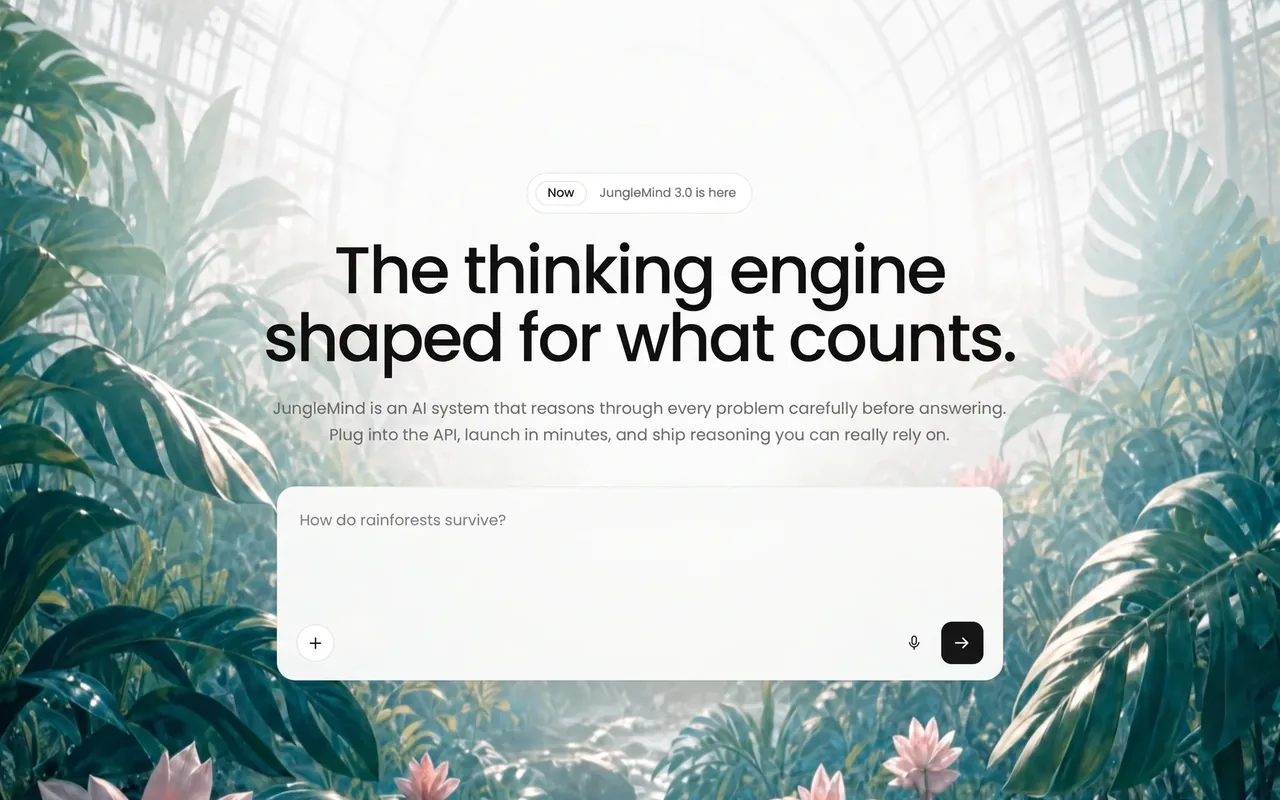 Now JungleMind 3.0 is here
The thinking engine
shaped for what counts.
JungleMind is an AI system that reasons through every problem carefully before answering.
Plug into the API, launch in minutes, and ship reasoning you can really rely on.
How do rainforests survive?